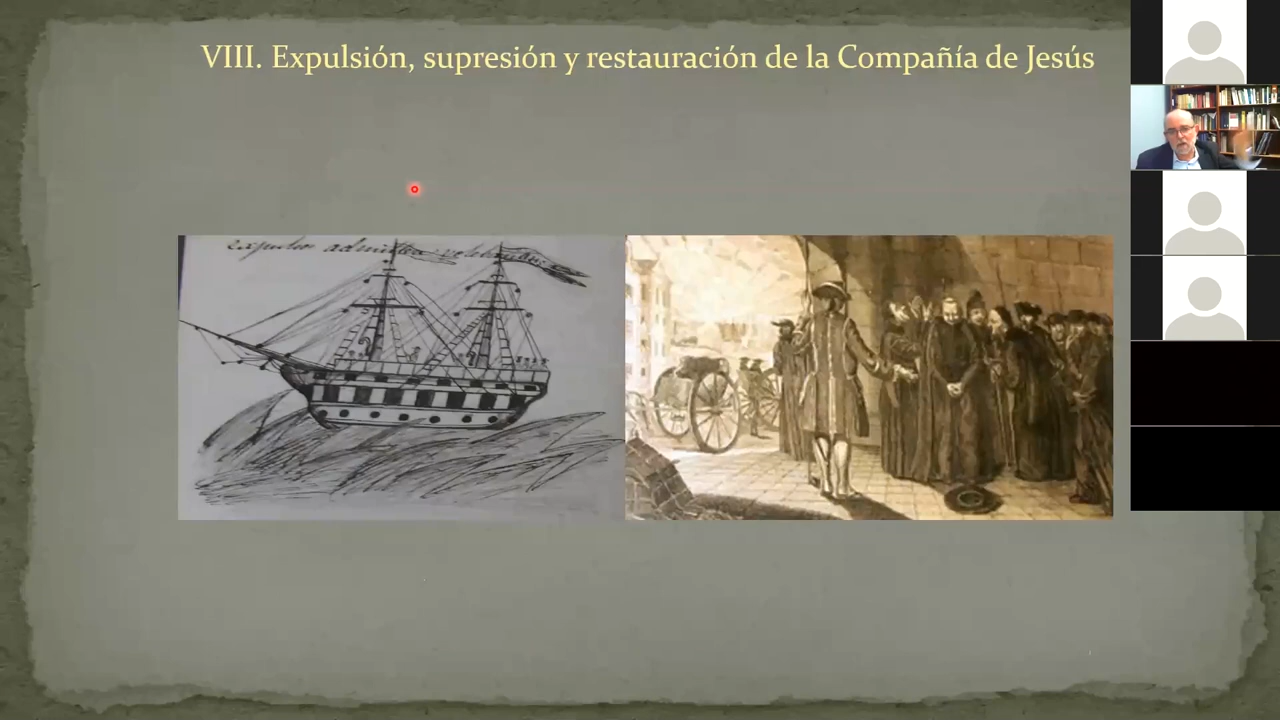 VIII. Expulsión, supresión y restauración de la Compañía de Jesús